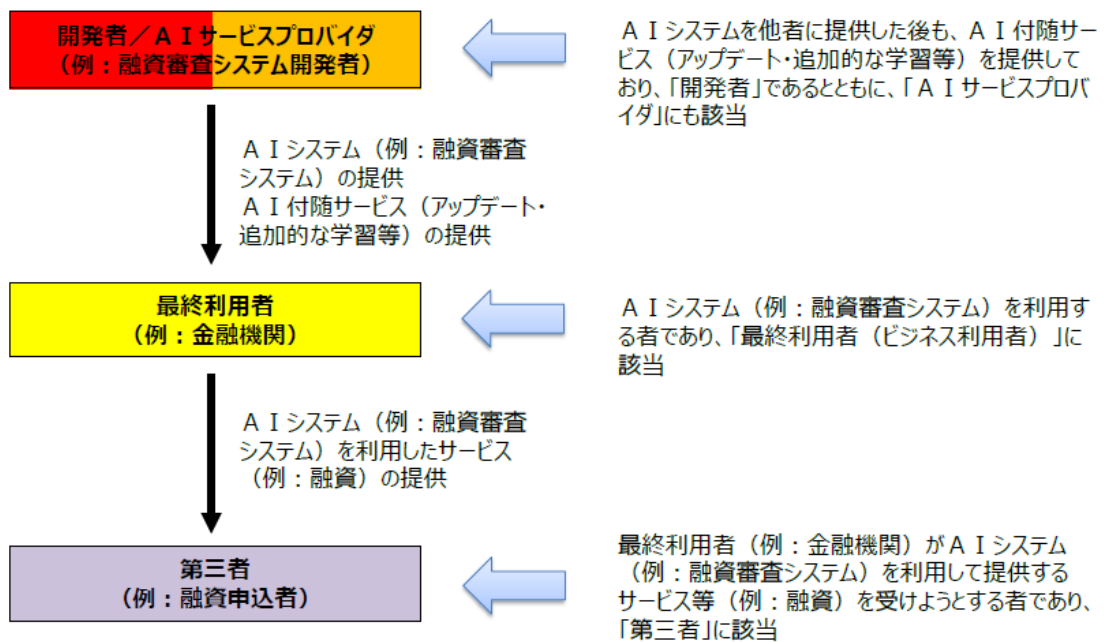 開発者／ＡＩサービスプロバイダ
（例：融資審査システム開発者）
ＡＩシステムを他者に提供した後も、ＡＩ付随サー
ビス（アップデート・追加的な学習等）を提供して
おり、「開発者」であるとともに、「ＡＩサービスプロバ
イダ」にも該当
ＡＩシステム（例：融資審査
システム）の提供
ＡＩ付随サービス（アップデート・
追加的な学習等）の提供
最終利用者
（例：金融機関）
ＡＩシステム（例：融資審査システム）を利用す
る者であり、「最終利用者（ビジネス利用者）」に
該当
ＡＩシステム（例：融資審査
システム）を利用したサービス
（例：融資）の提供
第三者
（例：融資申込者）
最終利用者（例：金融機関）がＡＩシステム
（例：融資審査システム）を利用して提供する
サービス等（例：融資）を受けようとする者であり、
「第三者」に該当